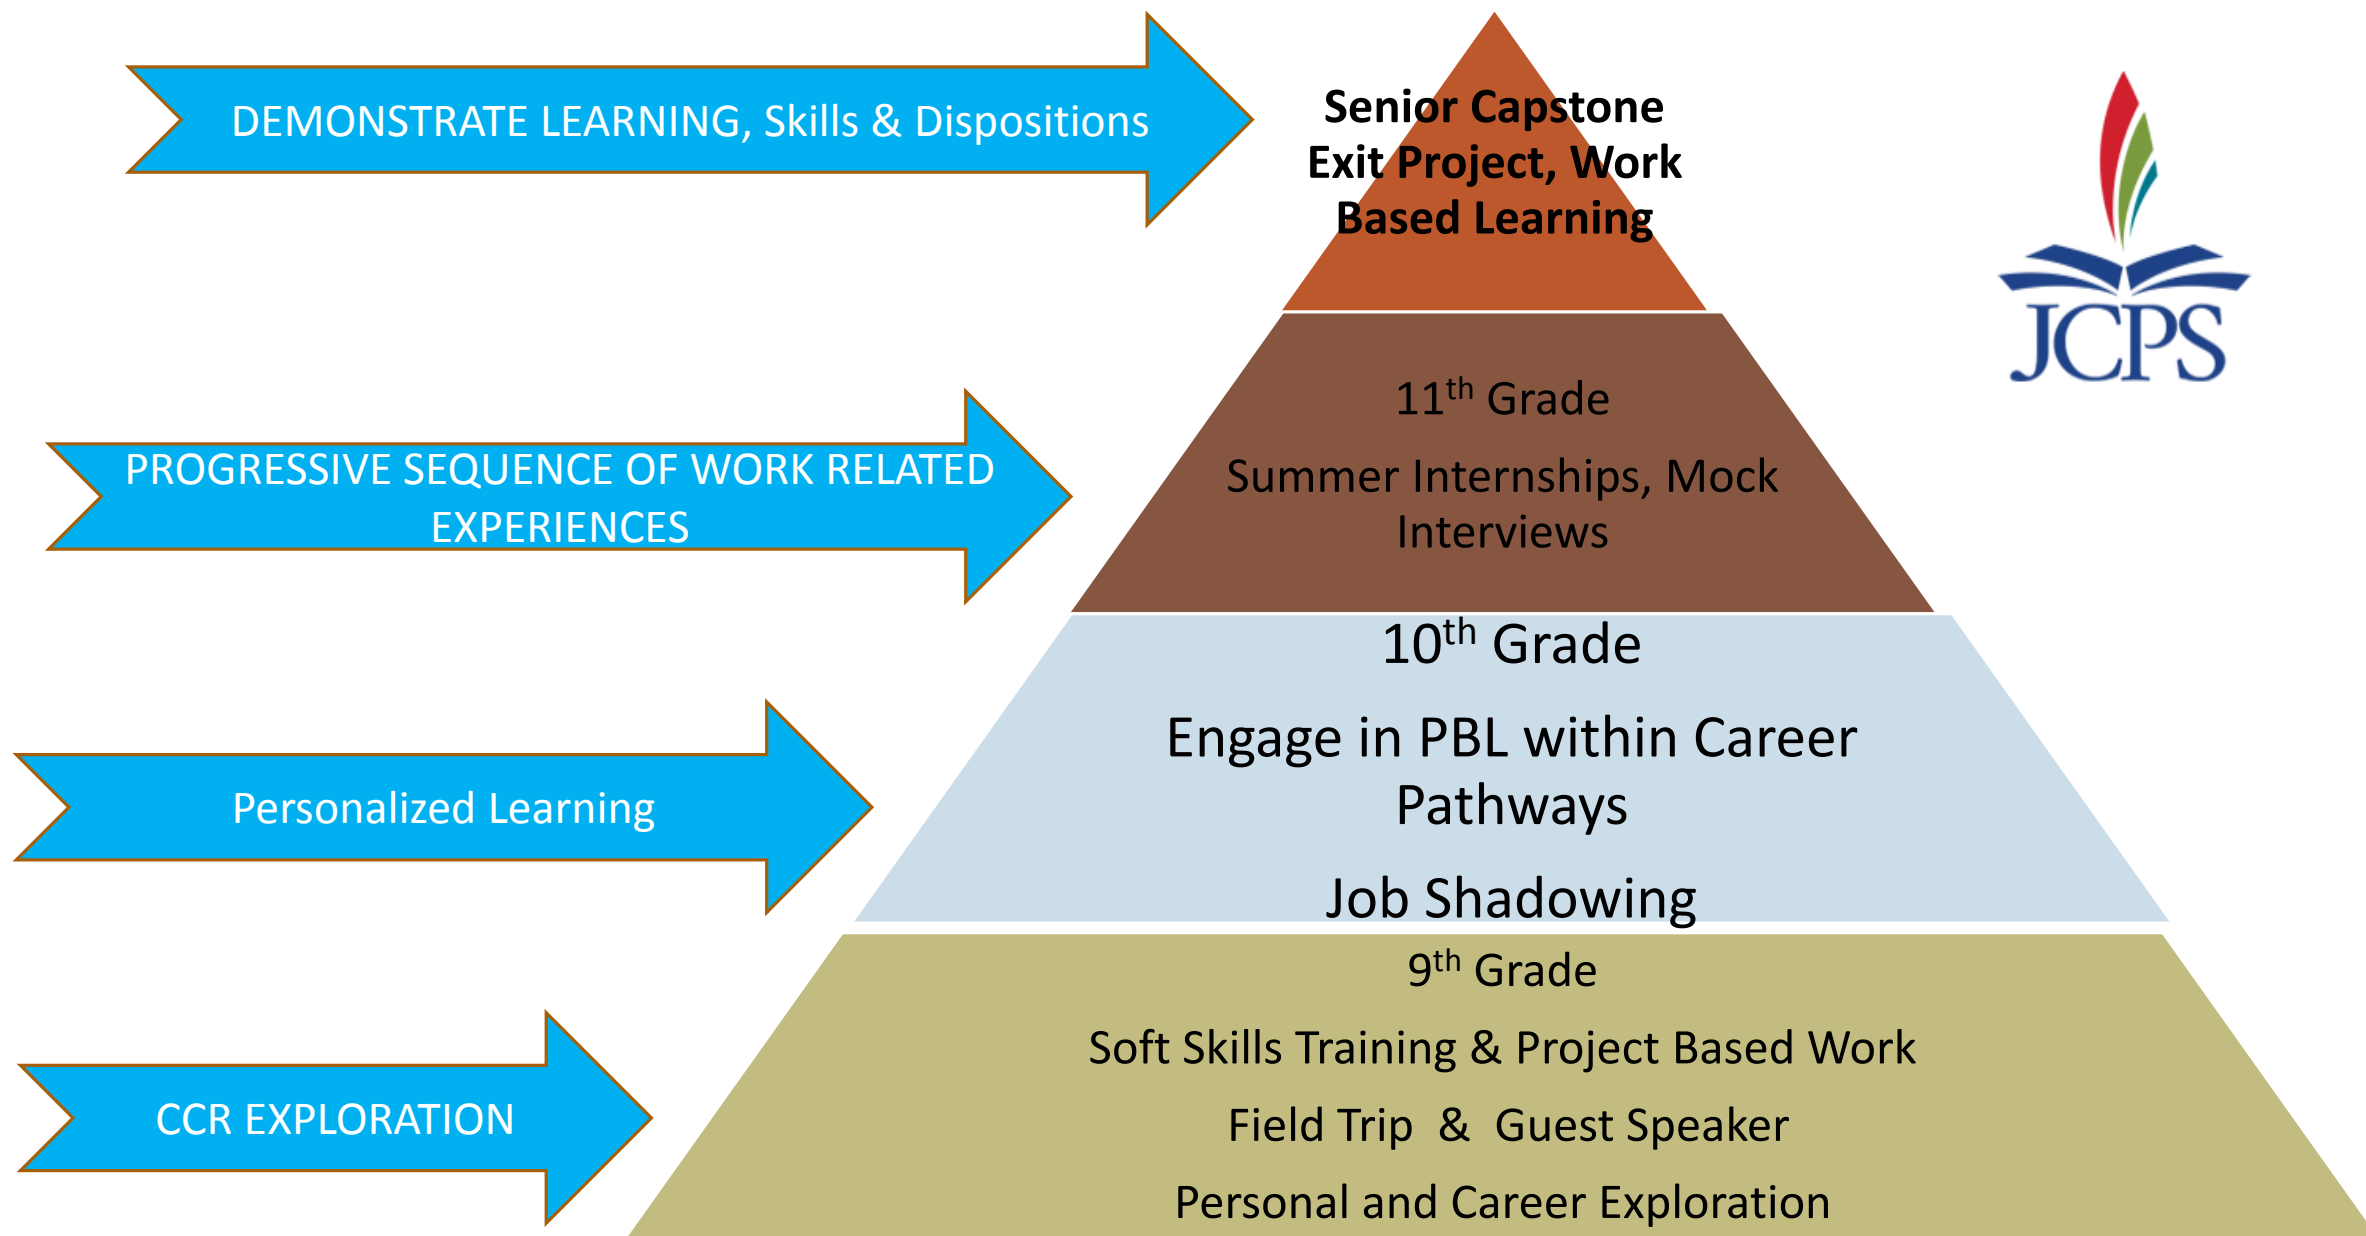 DEMONSTRATE LEARNING, Skills & Dispositions
Senior Capstone
Exit Project, Work
Based Learning
JCPS
PROGRESSIVE SEQUENCE OF WORK RELATED
EXPERIENCES
11th Grade
Summer Internships, Mock
Interviews
Personalized Learning
10th Grade
Engage in PBL within Career
Pathways
Job Shadowing
CCR EXPLORATION
9th Grade
Soft Skills Training & Project Based Work
Field Trip & Guest Speaker
Personal and Career Exploration